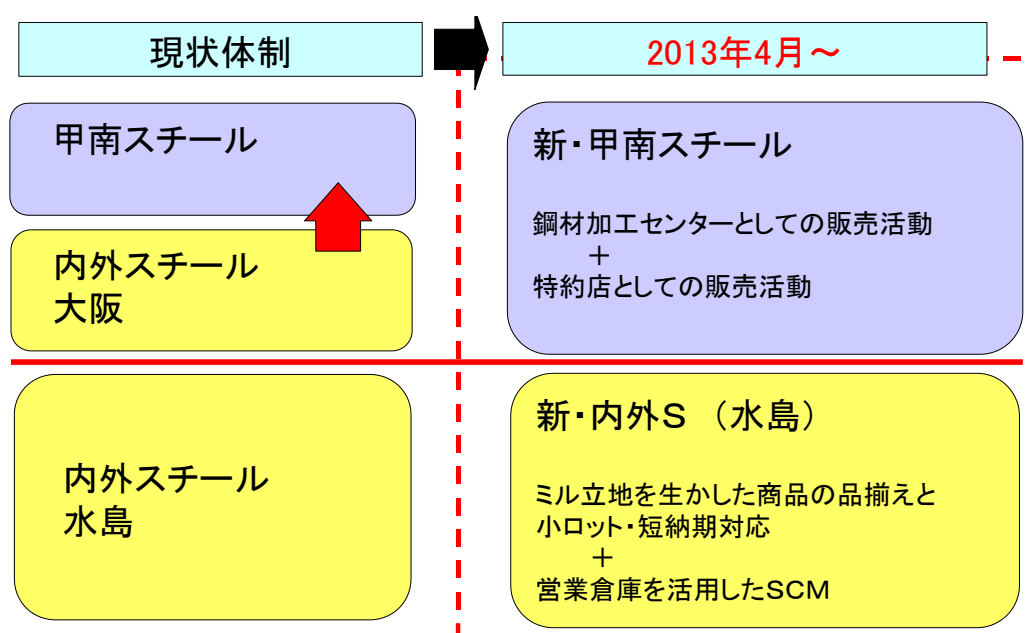 現状体制
2013年4月～
甲南スチール
内外スチール
大阪
新・甲南スチール
鋼材加工センターとしての販売活動
＋
特約店としての販売活動
内外スチール
水島
新・内外Ｓ （水島）
ミル立地を生かした商品の品揃えと
小ロット・短納期対応
＋
営業倉庫を活用したＳＣＭ